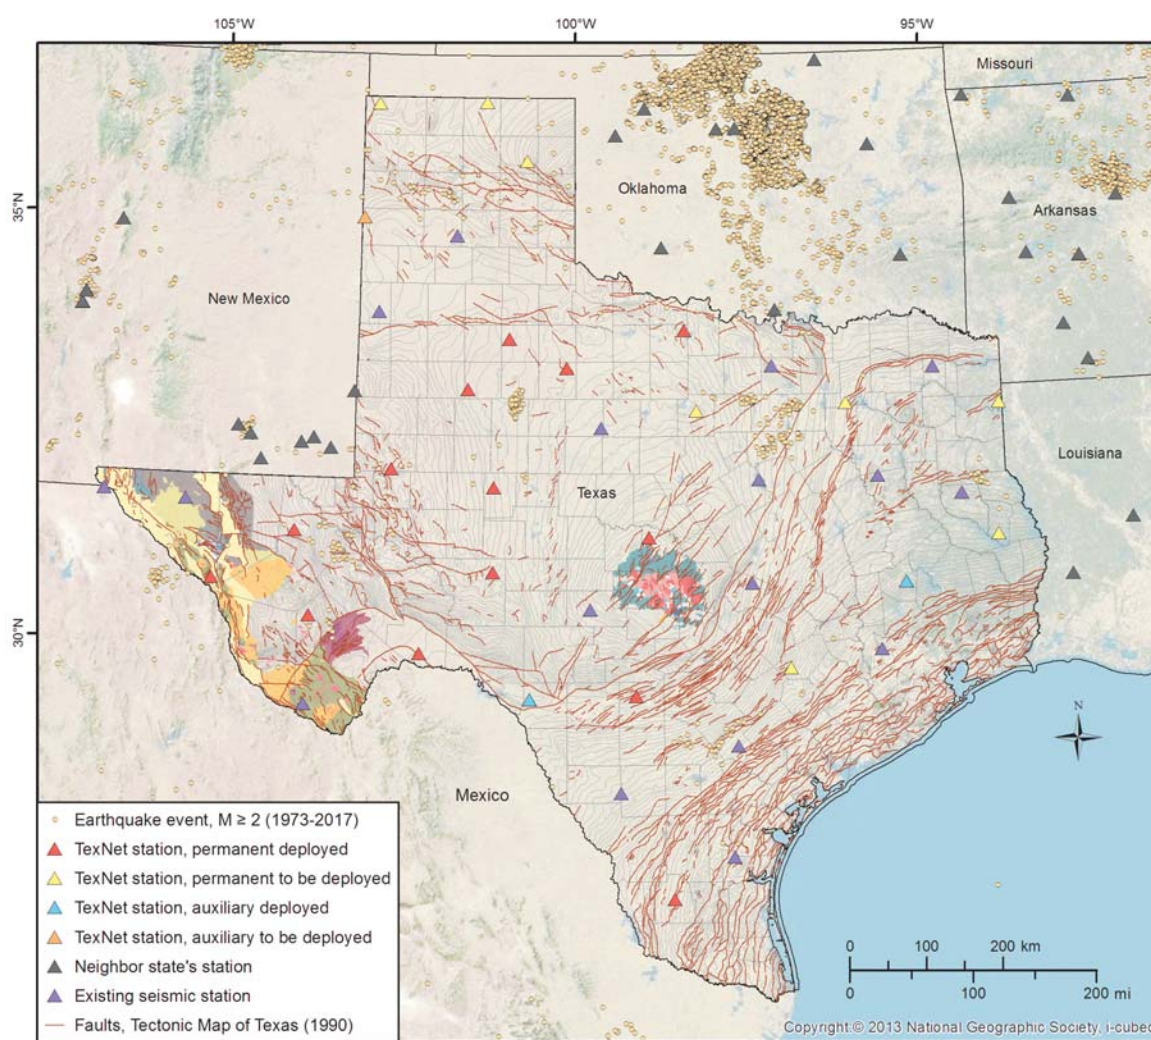 105°W 100°W 95°W
Missouri
35°N
Oklahoma
Arkansas
New Mexico
Louisiana
Texas
30°N
N
Mexico
Earthquake event, M ≥ 2 (1973-2017)
TexNet station, permanent deployed
TexNet station, permanent to be deployed
TexNet station, auxiliary deployed
TexNet station, auxiliary to be deployed
Neighbor state's station
Existing seismic station
Faults, Tectonic Map of Texas (1990)
0 100 200 km
0 100 200 mi
Copyright:© 2013 National Geographic Society, i-cubed